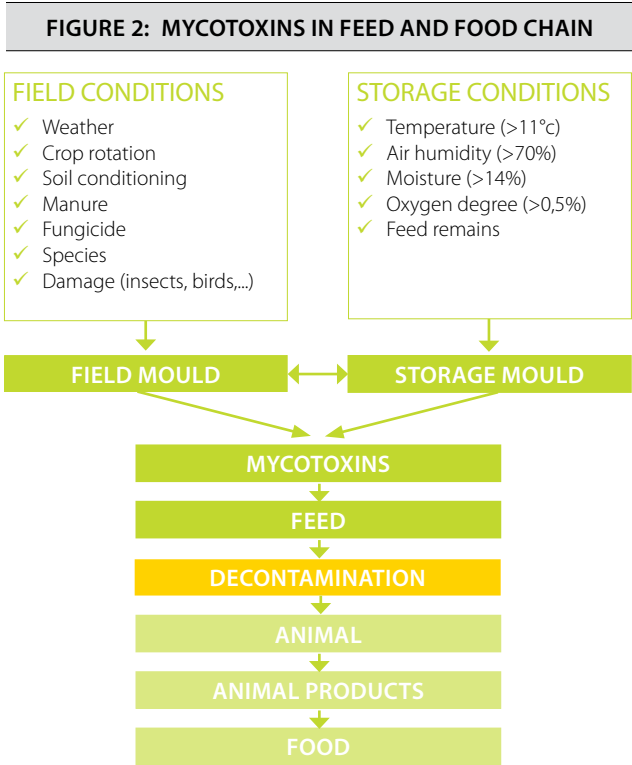 FIGURE 2: MYCOTOXINS IN FEED AND FOOD CHAIN
FIELD CONDITIONS
✓ Weather
✓ Crop rotation
✓ Soil conditioning
✓ Manure
✓ Fungicide
✓ Species
✓ Damage (insects, birds,...)
STORAGE CONDITIONS
✓ Temperature (>11°c)
✓ Air humidity (>70%)
✓ Moisture (>14%)
✓ Oxygen degree (>0,5%)
✓ Feed remains
FIELD MOULD
STORAGE MOULD
MYCOTOXINS
FEED
DECONTAMINATION
ANIMAL
ANIMAL PRODUCTS
FOOD